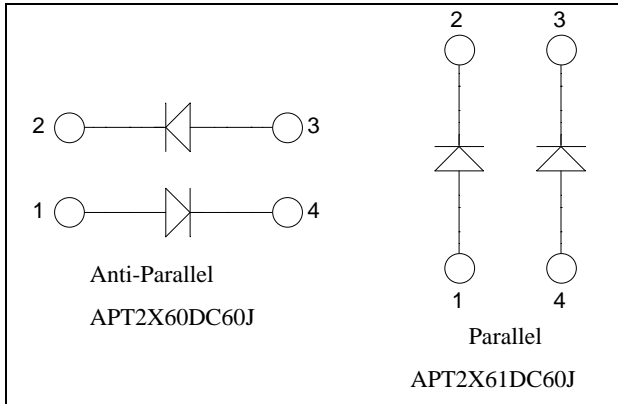 2 3
2 3
1 4
Anti-Parallel
APT2X60DC60J
1 4
Parallel
APT2X61DC60J